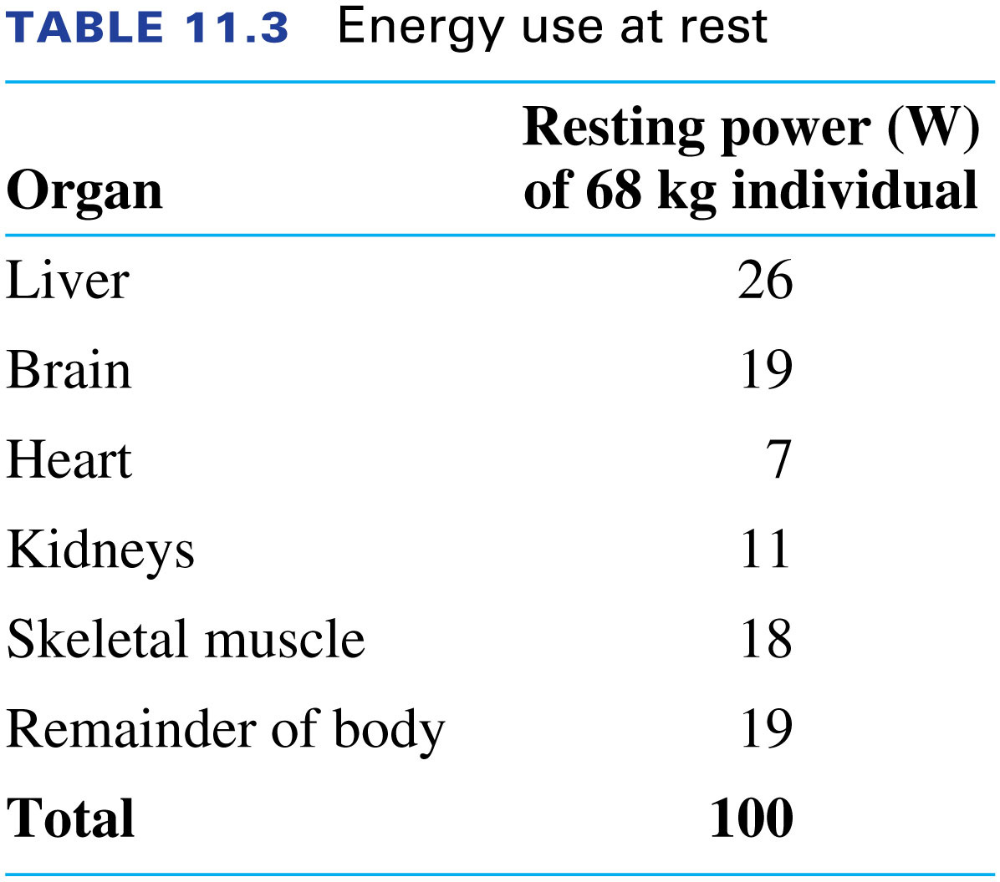 TABLE 11.3 Energy use at rest
Resting power (W)
Organ of 68 kg individual
Liver 26
Brain 19
Heart 7
Kidneys 11
Skeletal muscle 18
Remainder of body 19
Total 100